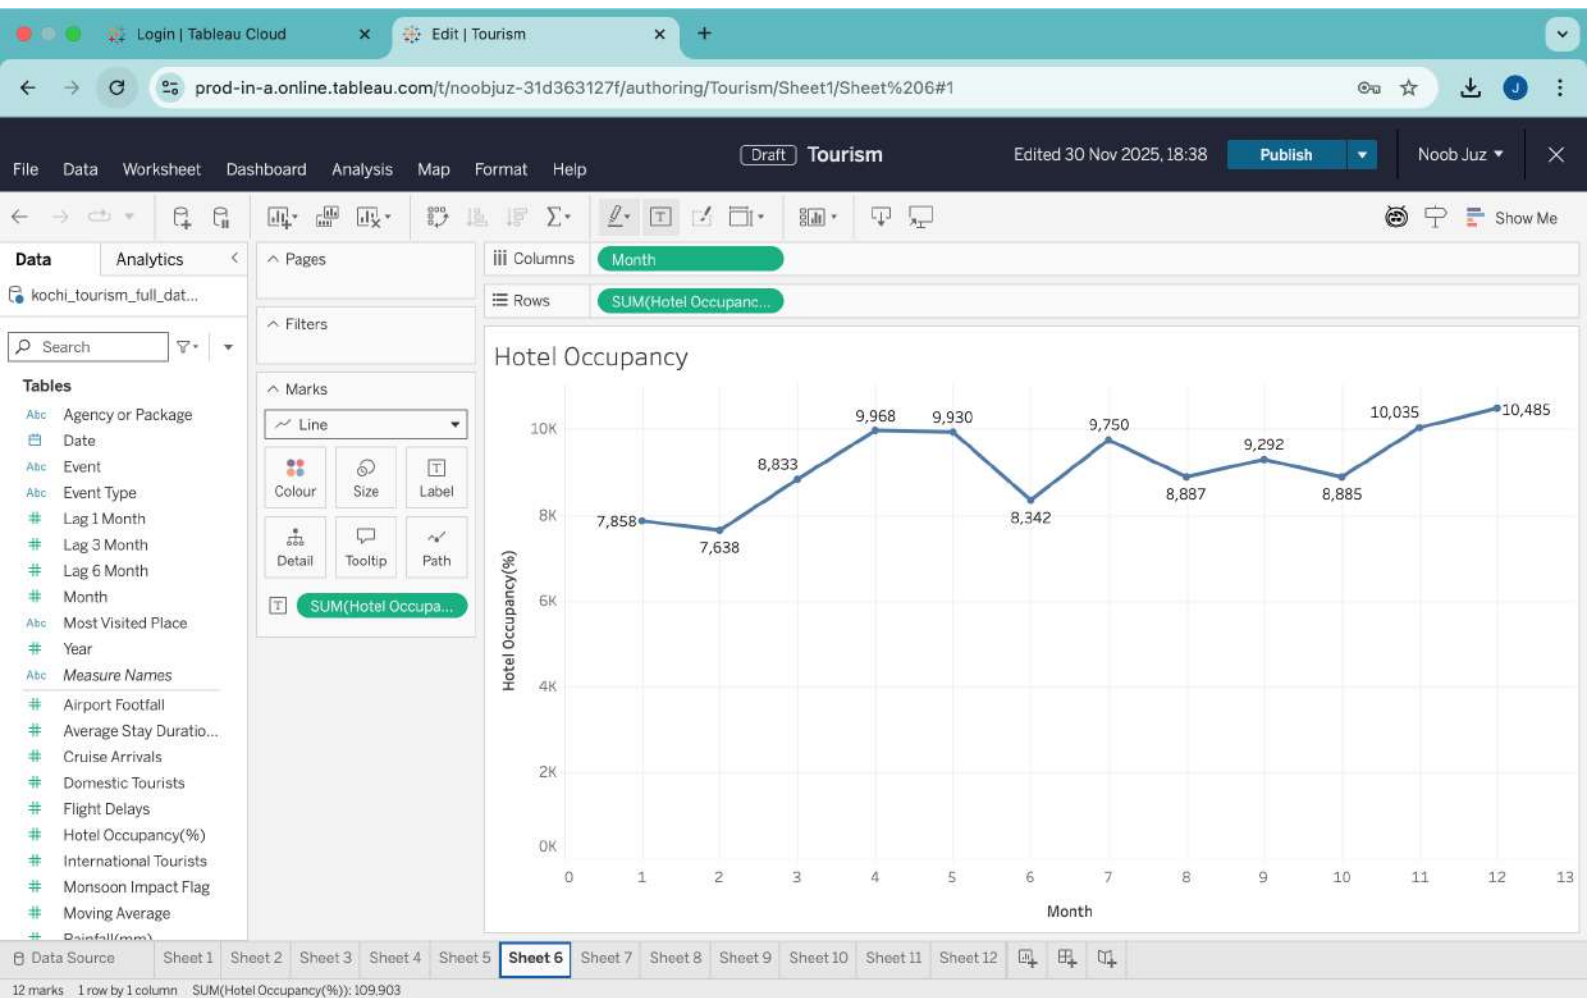 Login | Tableau Cloud
Edit | Tourism
prod-in-a.online.tableau.com/t/noobjuz-31d363127f/authoring/Tourism/Sheet1/Sheet%206#1
J
File Data Worksheet Dashboard Analysis Map Format Help
Draft Tourism
Edited 30 Nov 2025, 18:38
Publish
Noob Juz
Show Me
Data Analytics
kochi_tourism_full_dat...
Search
Tables
Abc Agency or Package
Date
Abc Event
Abc Event Type
# Lag 1 Month
# Lag 3 Month
# Lag 6 Month
# Month
Abc Most Visited Place
# Year
Abc Measure Names
# Airport Footfall
# Average Stay Duratio...
# Cruise Arrivals
# Domestic Tourists
# Flight Delays
# Hotel Occupancy(%)
# International Tourists
# Monsoon Impact Flag
# Moving Average
# Rainfall(mm)
Pages
Filters
Marks
Line
Colour Size Label
Detail Tooltip Path
T SUM(Hotel Occupa...
Columns Month
Rows SUM(Hotel Occupanc...
Hotel Occupancy
Hotel Occupancy(%)
10K
8K
6K
4K
2K
0K
7,858
7,638
8,833
9,968
9,930
8,342
9,750
8,887
9,292
8,885
10,035
10,485
0 1 2 3 4 5 6 7 8 9 10 11 12 13
Month
Data Source Sheet 1 Sheet 2 Sheet 3 Sheet 4 Sheet 5 Sheet 6 Sheet 7 Sheet 8 Sheet 9 Sheet 10 Sheet 11 Sheet 12
12 marks 1 row by 1 column SUM(Hotel Occupancy(%)): 109,903